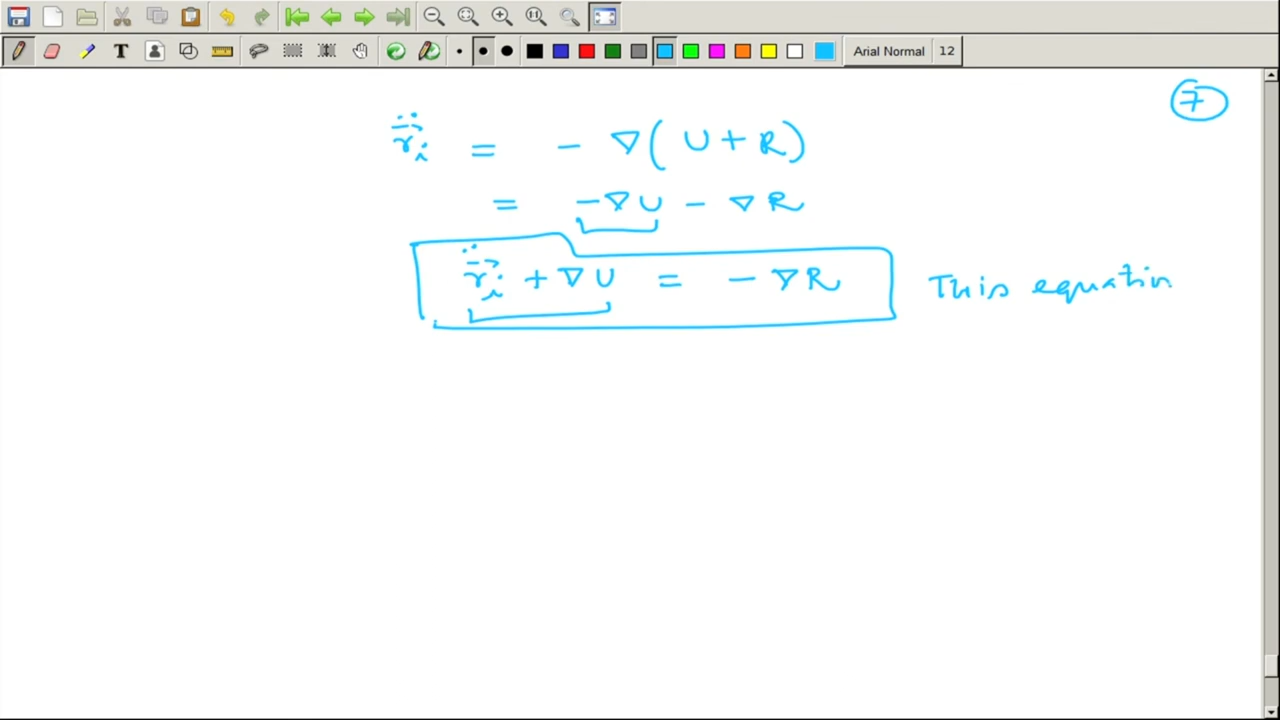 Arial Normal 12
7
r̈⃗ᵢ = - ∇(U + R)
= -∇U - ∇R
r̈⃗ᵢ + ∇U = - ∇R This equation